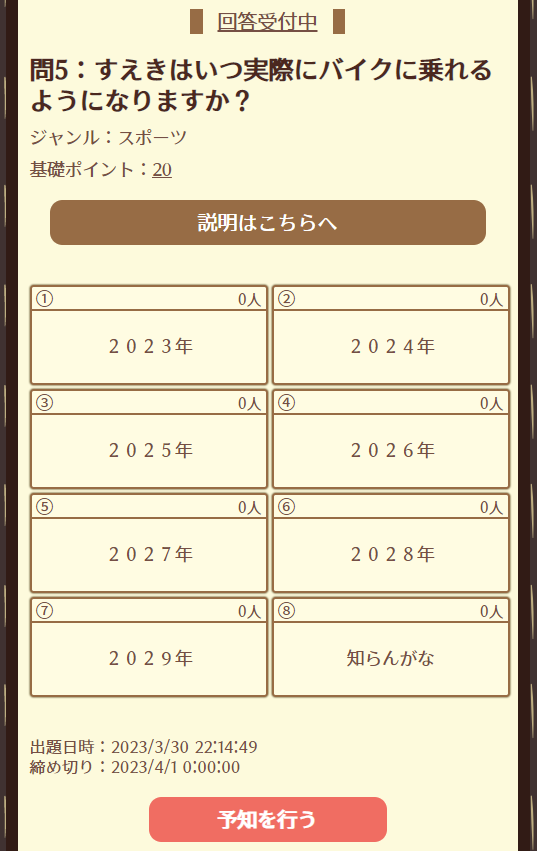 回答受付中
問5：すえきはいつ実際にバイクに乗れる
ようになりますか？
ジャンル：スポーツ
基礎ポイント：20
説明はこちらへ
① 0人 ② 0人
２０２３年 ２０２４年
③ 0人 ④ 0人
２０２５年 ２０２６年
⑤ 0人 ⑥ 0人
２０２７年 ２０２８年
⑦ 0人 ⑧ 0人
２０２９年 知らんがな
出題日時：2023/3/30 22:14:49
締め切り：2023/4/1 0:00:00
予知を行う